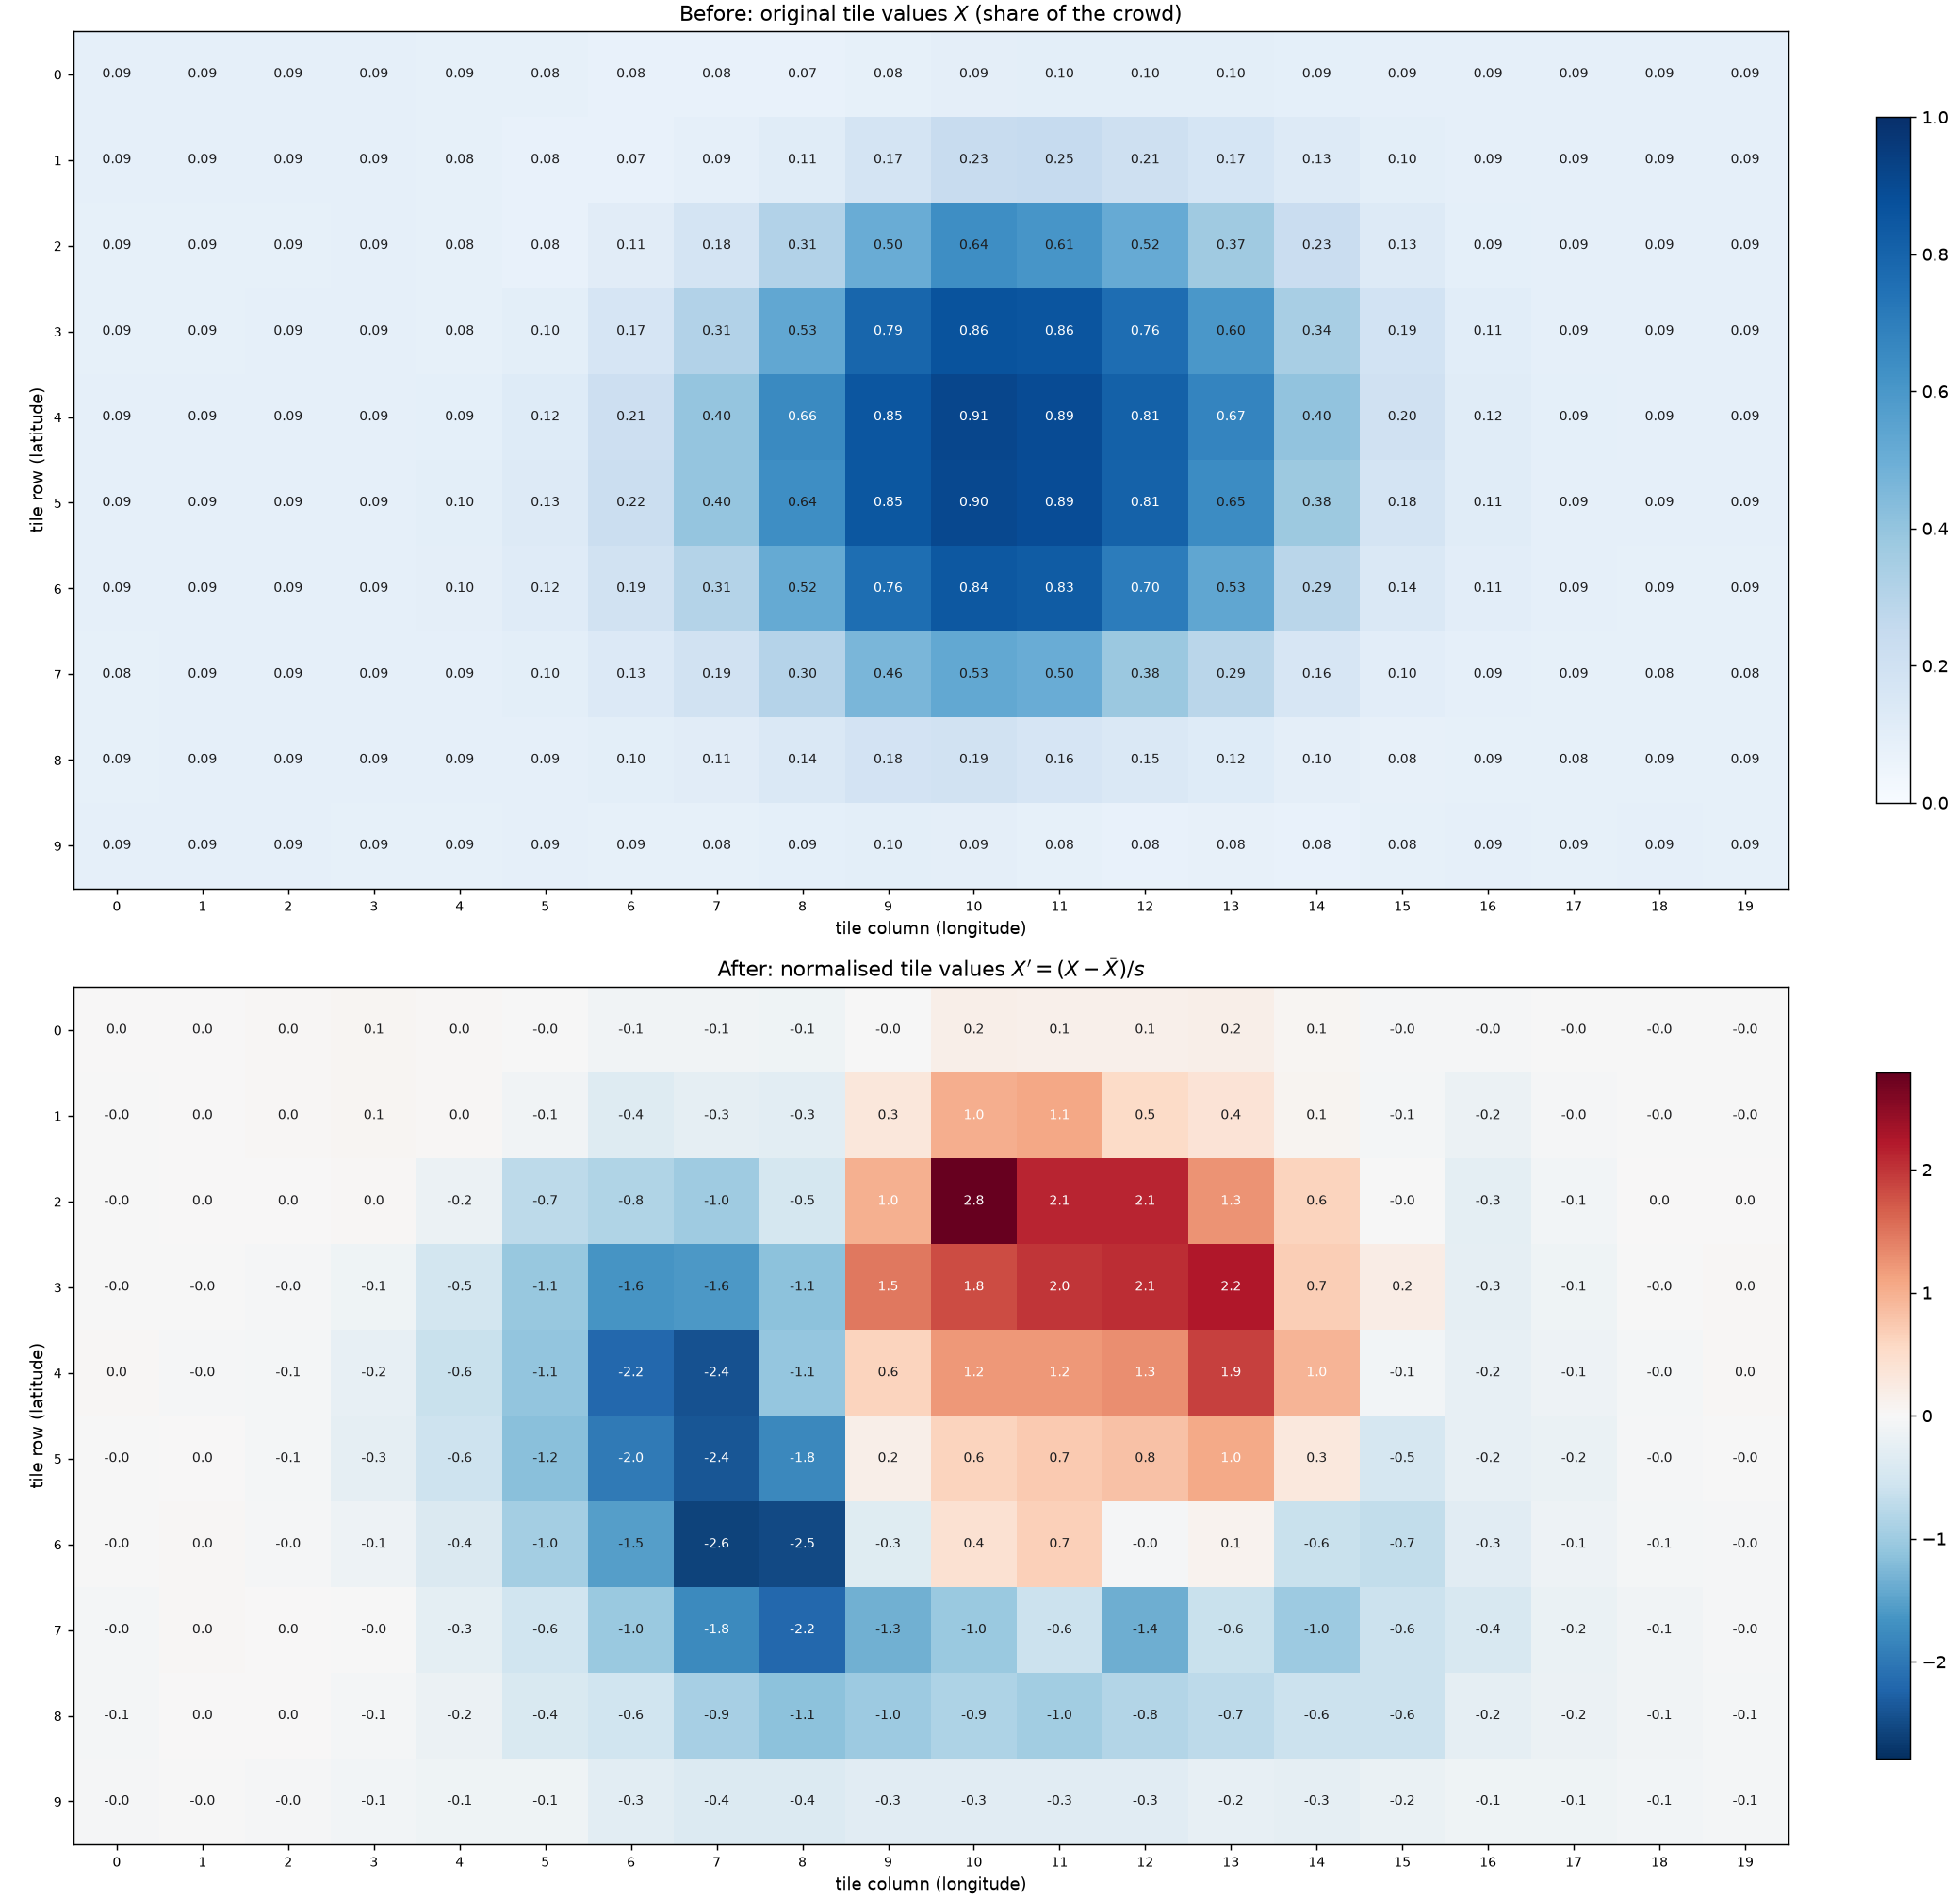 Before: original tile values X (share of the crowd)
0 0.09 0.09 0.09 0.09 0.09 0.08 0.08 0.08 0.07 0.08 0.09 0.10 0.10 0.10 0.09 0.09 0.09 0.09 0.09 0.09
1 0.09 0.09 0.09 0.09 0.08 0.08 0.07 0.09 0.11 0.17 0.23 0.25 0.21 0.17 0.13 0.10 0.09 0.09 0.09 0.09
2 0.09 0.09 0.09 0.09 0.08 0.08 0.11 0.18 0.31 0.50 0.64 0.61 0.52 0.37 0.23 0.13 0.09 0.09 0.09 0.09
3 0.09 0.09 0.09 0.09 0.08 0.10 0.17 0.31 0.53 0.79 0.86 0.86 0.76 0.60 0.34 0.19 0.11 0.09 0.09 0.09
4 0.09 0.09 0.09 0.09 0.09 0.12 0.21 0.40 0.66 0.85 0.91 0.89 0.81 0.67 0.40 0.20 0.12 0.09 0.09 0.09
5 0.09 0.09 0.09 0.09 0.10 0.13 0.22 0.40 0.64 0.85 0.90 0.89 0.81 0.65 0.38 0.18 0.11 0.09 0.09 0.09
6 0.09 0.09 0.09 0.09 0.10 0.12 0.19 0.31 0.52 0.76 0.84 0.83 0.70 0.53 0.29 0.14 0.11 0.09 0.09 0.09
7 0.08 0.09 0.09 0.09 0.09 0.10 0.13 0.19 0.30 0.46 0.53 0.50 0.38 0.29 0.16 0.10 0.09 0.09 0.08 0.08
8 0.09 0.09 0.09 0.09 0.09 0.09 0.10 0.11 0.14 0.18 0.19 0.16 0.15 0.12 0.10 0.08 0.09 0.08 0.09 0.09
9 0.09 0.09 0.09 0.09 0.09 0.09 0.09 0.08 0.09 0.10 0.09 0.08 0.08 0.08 0.08 0.08 0.09 0.09 0.09 0.09
0 1 2 3 4 5 6 7 8 9 10 11 12 13 14 15 16 17 18 19
tile column (longitude)
tile row (latitude)
1.0
0.8
0.6
0.4
0.2
0.0
After: normalised tile values X′ = (X − X̄)/s
0 0.0 0.0 0.0 0.1 0.0 -0.0 -0.1 -0.1 -0.1 -0.0 0.2 0.1 0.1 0.2 0.1 -0.0 -0.0 -0.0 -0.0 -0.0
1 -0.0 0.0 0.0 0.1 0.0 -0.1 -0.4 -0.3 -0.3 0.3 1.0 1.1 0.5 0.4 0.1 -0.1 -0.2 -0.0 -0.0 -0.0
2 -0.0 0.0 0.0 0.0 -0.2 -0.7 -0.8 -1.0 -0.5 1.0 2.8 2.1 2.1 1.3 0.6 -0.0 -0.3 -0.1 0.0 0.0
3 -0.0 -0.0 -0.0 -0.1 -0.5 -1.1 -1.6 -1.6 -1.1 1.5 1.8 2.0 2.1 2.2 0.7 0.2 -0.3 -0.1 -0.0 0.0
4 0.0 -0.0 -0.1 -0.2 -0.6 -1.1 -2.2 -2.4 -1.1 0.6 1.2 1.2 1.3 1.9 1.0 -0.1 -0.2 -0.1 -0.0 0.0
5 -0.0 0.0 -0.1 -0.3 -0.6 -1.2 -2.0 -2.4 -1.8 0.2 0.6 0.7 0.8 1.0 0.3 -0.5 -0.2 -0.2 -0.0 -0.0
6 -0.0 0.0 -0.0 -0.1 -0.4 -1.0 -1.5 -2.6 -2.5 -0.3 0.4 0.7 -0.0 0.1 -0.6 -0.7 -0.3 -0.1 -0.1 -0.0
7 -0.0 0.0 0.0 -0.0 -0.3 -0.6 -1.0 -1.8 -2.2 -1.3 -1.0 -0.6 -1.4 -0.6 -1.0 -0.6 -0.4 -0.2 -0.1 -0.0
8 -0.1 0.0 0.0 -0.1 -0.2 -0.4 -0.6 -0.9 -1.1 -1.0 -0.9 -1.0 -0.8 -0.7 -0.6 -0.6 -0.2 -0.2 -0.1 -0.1
9 -0.0 -0.0 -0.0 -0.1 -0.1 -0.1 -0.3 -0.4 -0.4 -0.3 -0.3 -0.3 -0.3 -0.2 -0.3 -0.2 -0.1 -0.1 -0.1 -0.1
0 1 2 3 4 5 6 7 8 9 10 11 12 13 14 15 16 17 18 19
tile column (longitude)
tile row (latitude)
2
1
0
−1
−2